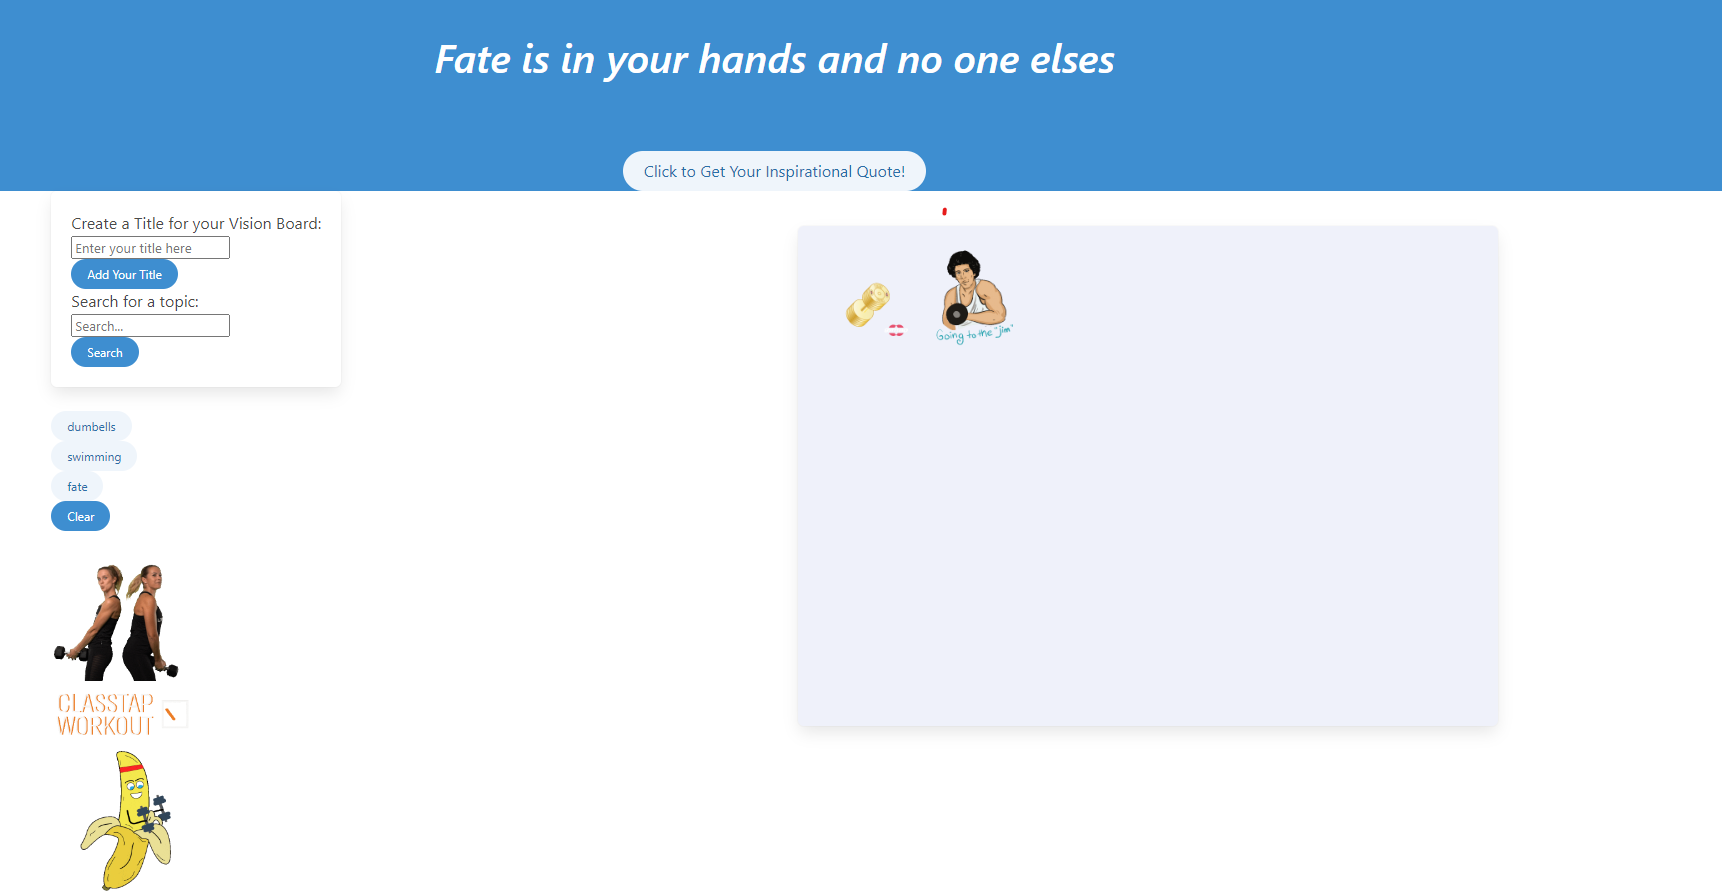 Fate is in your hands and no one elses
Click to Get Your Inspirational Quote!
Create a Title for your Vision Board:
Enter your title here
Add Your Title
Search for a topic:
Search...
Search
dumbells
swimming
fate
Clear
Going to the "jim"
CLASSTAP
WORKOUT